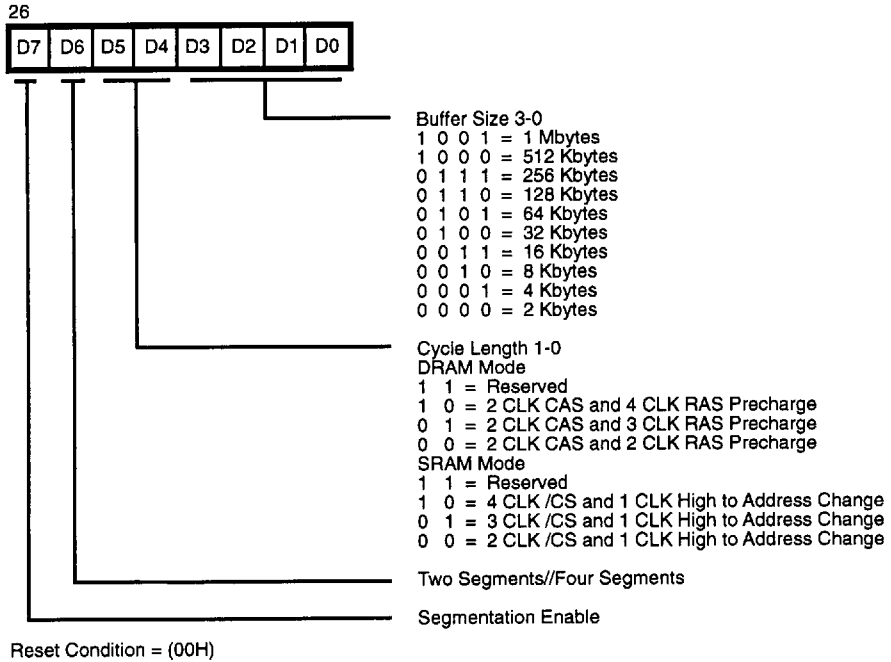 26
D7 D6 D5 D4 D3 D2 D1 D0
Buffer Size 3-0
1 0 0 1 = 1 Mbytes
1 0 0 0 = 512 Kbytes
0 1 1 1 = 256 Kbytes
0 1 1 0 = 128 Kbytes
0 1 0 1 = 64 Kbytes
0 1 0 0 = 32 Kbytes
0 0 1 1 = 16 Kbytes
0 0 1 0 = 8 Kbytes
0 0 0 1 = 4 Kbytes
0 0 0 0 = 2 Kbytes
Cycle Length 1-0
DRAM Mode
1 1 = Reserved
1 0 = 2 CLK CAS and 4 CLK RAS Precharge
0 1 = 2 CLK CAS and 3 CLK RAS Precharge
0 0 = 2 CLK CAS and 2 CLK RAS Precharge
SRAM Mode
1 1 = Reserved
1 0 = 4 CLK /CS and 1 CLK High to Address Change
0 1 = 3 CLK /CS and 1 CLK High to Address Change
0 0 = 2 CLK /CS and 1 CLK High to Address Change
Two Segments//Four Segments
Segmentation Enable
Reset Condition = (00H)